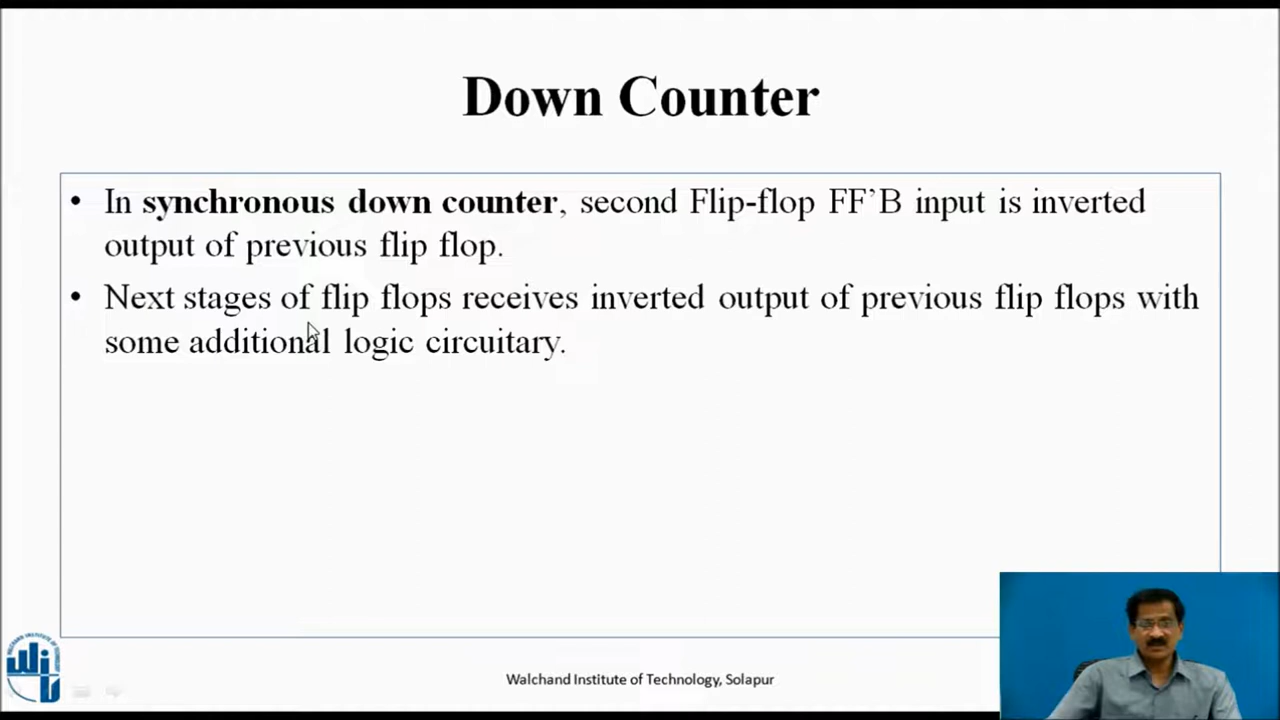 Down Counter
• In synchronous down counter, second Flip-flop FF’B input is inverted
output of previous flip flop.
• Next stages of flip flops receives inverted output of previous flip flops with
some additional logic circuitary.
Walchand Institute of Technology, Solapur